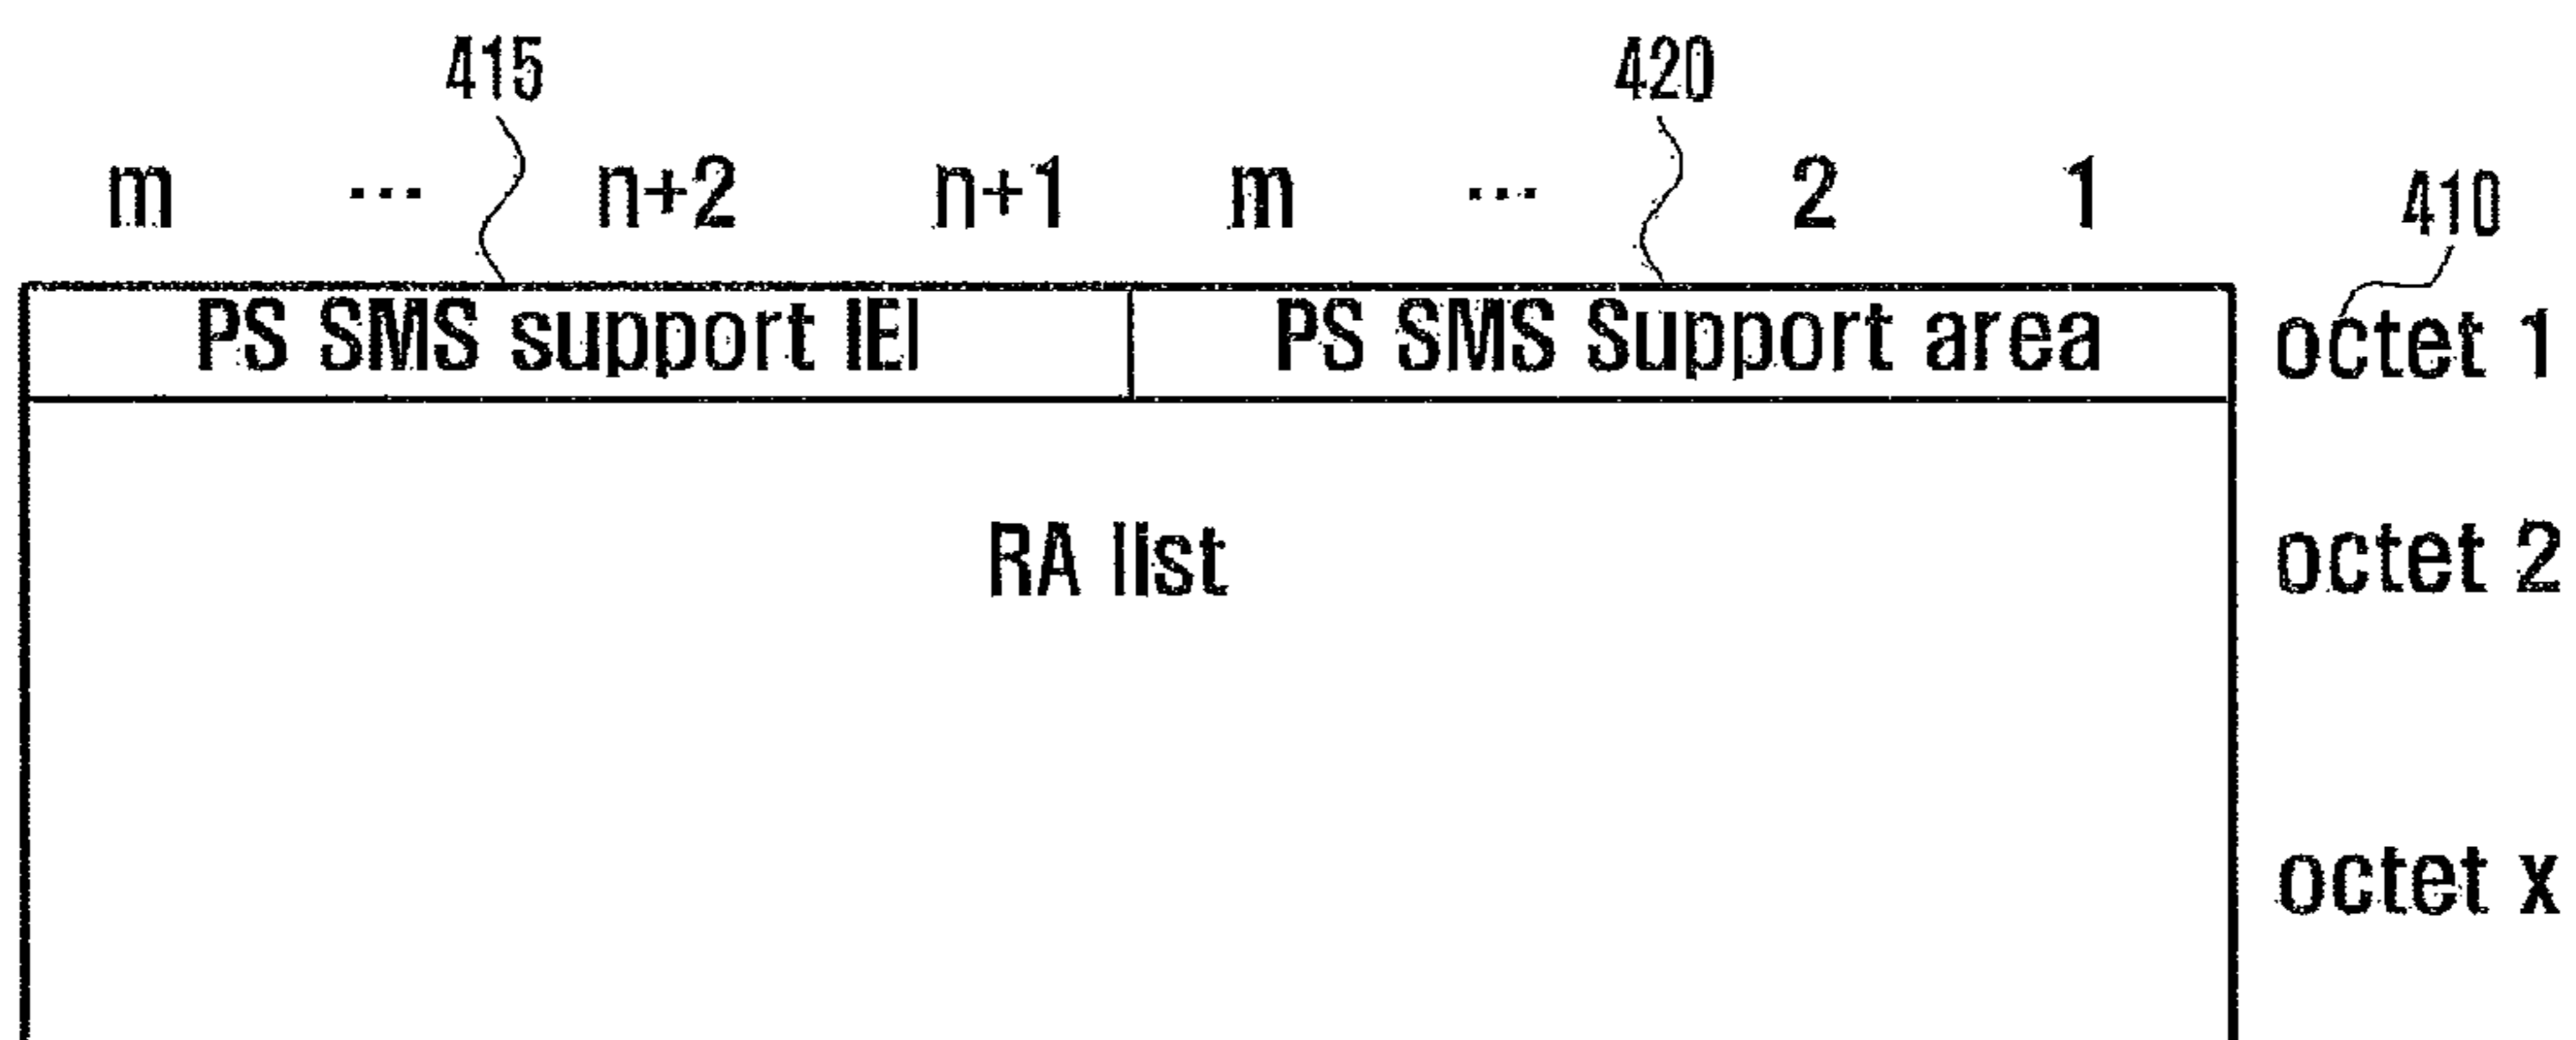 415 420
m ... n+2 n+1 m ... 2 1 410
PS SMS support IEI PS SMS Support area octet 1
RA list octet 2
octet x